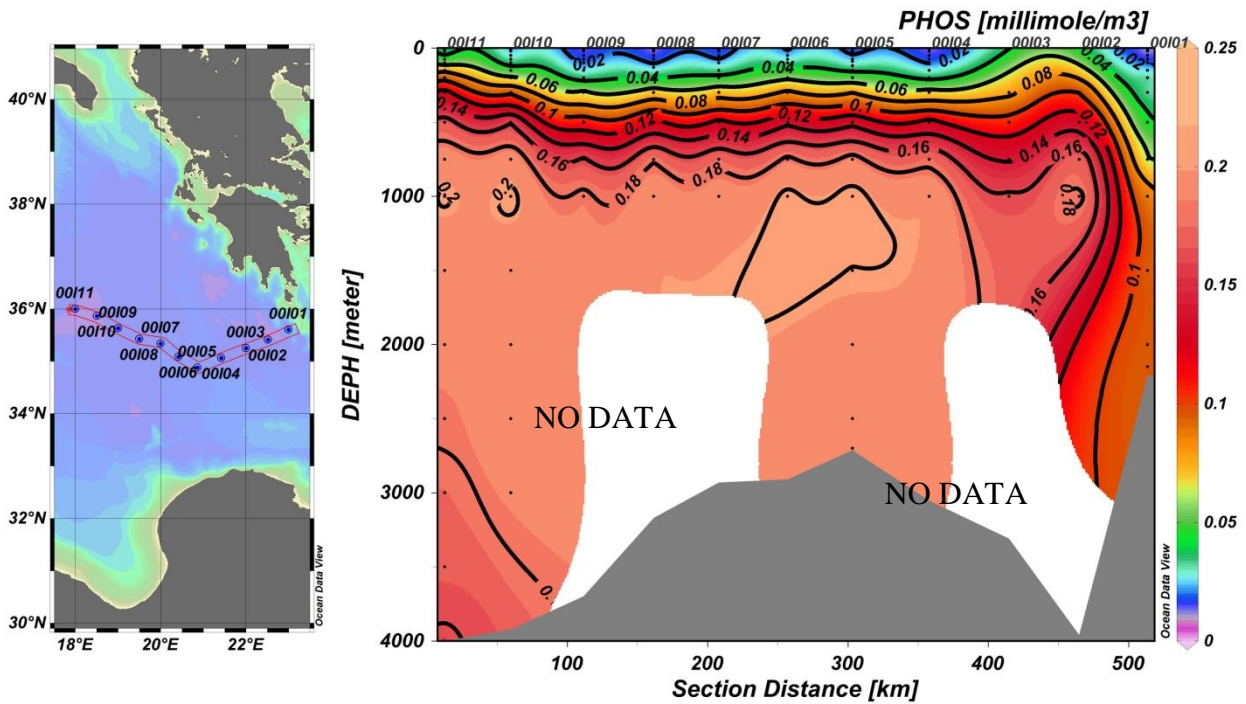 PHOS [millimole/m3]
00I11 00I10 00I09 00I08 00I07 00I06 00I05 00I04 00I03 00I02 00I01
40°N
38°N
36°N
34°N
32°N
30°N
18°E 20°E 22°E
00I11
00I09
00I10
00I07
00I08
00I05
00I06
00I04
00I03
00I02
00I01
Ocean Data View
DEPH [meter]
0
1000
2000
3000
4000
0.02 0.02 0.02 0.02
0.04 0.04 0.04 0.04
0.06 0.06
0.08 0.08 0.08
0.1 0.1 0.1
0.12 0.12 0.12
0.14 0.14 0.14 0.14
0.16 0.16 0.16 0.16
0.18 0.18 0.18
0.2 0.2
NO DATA
NO DATA
100 200 300 400 500
Section Distance [km]
Ocean Data View
0.25
0.2
0.15
0.1
0.05
0